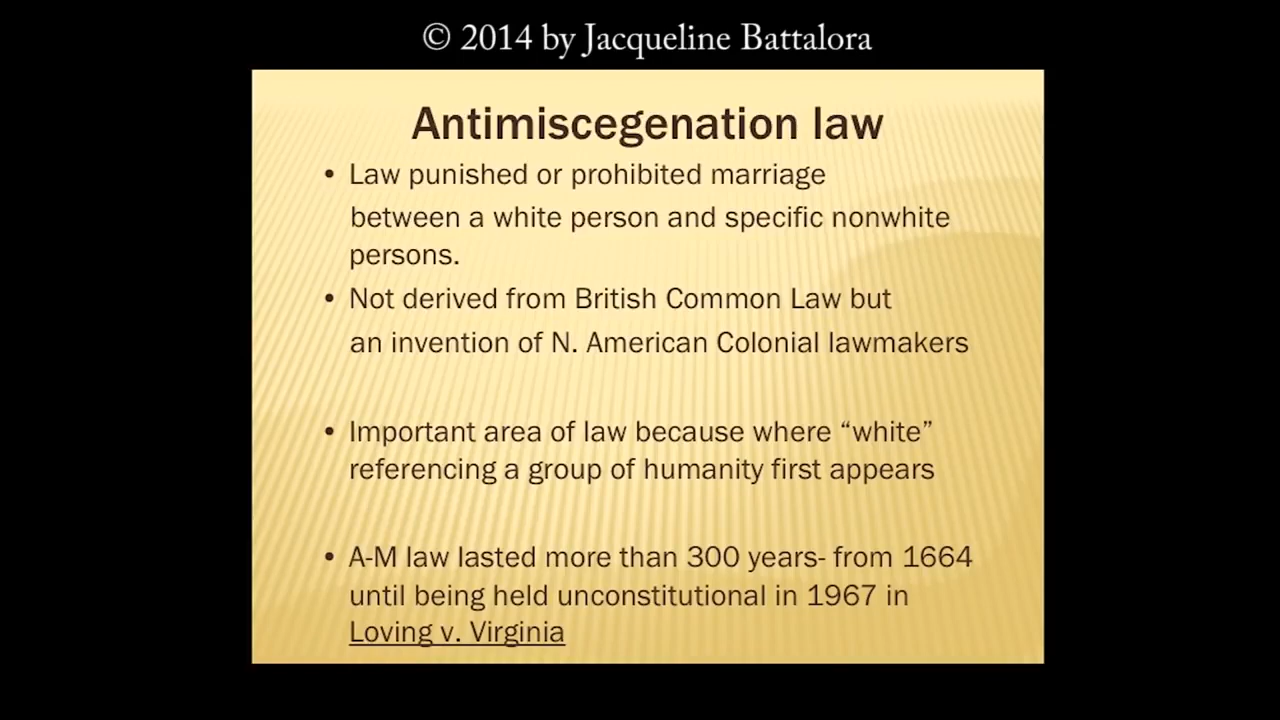 © 2014 by Jacqueline Battalora
Antimiscegenation law
• Law punished or prohibited marriage
between a white person and specific nonwhite
persons.
• Not derived from British Common Law but
an invention of N. American Colonial lawmakers
• Important area of law because where “white”
referencing a group of humanity first appears
• A-M law lasted more than 300 years- from 1664
until being held unconstitutional in 1967 in
Loving v. Virginia